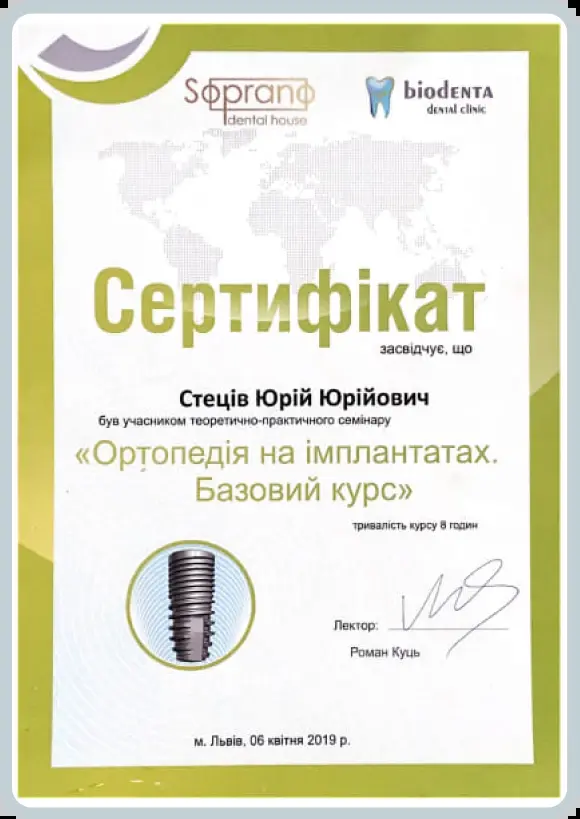 Soprano
dental house
biodenta
dental clinic
Сертифікат
засвідчує, що
Стеців Юрій Юрійович
був учасником теоретично-практичного семінару
«Ортопедія на імплантатах.
Базовий курс»
тривалість курсу 8 годин
Лектор:
Роман Куць
м. Львів, 06 квітня 2019 р.